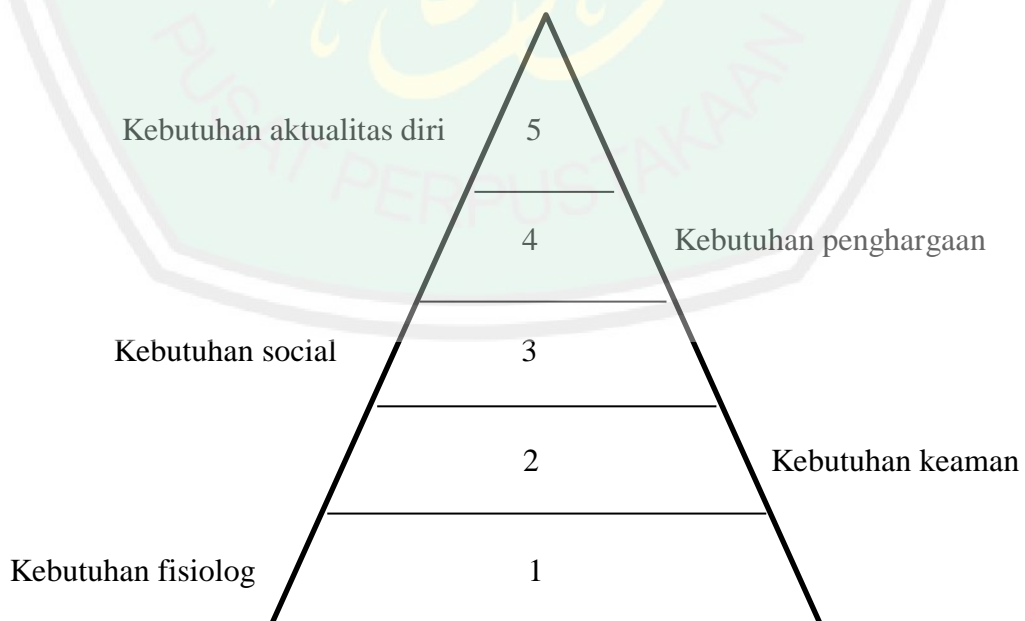 PUSAT PERPUSTAKAAN
Kebutuhan aktualitas diri
5
4
Kebutuhan penghargaan
Kebutuhan social
3
2
Kebutuhan keaman
Kebutuhan fisiolog
1